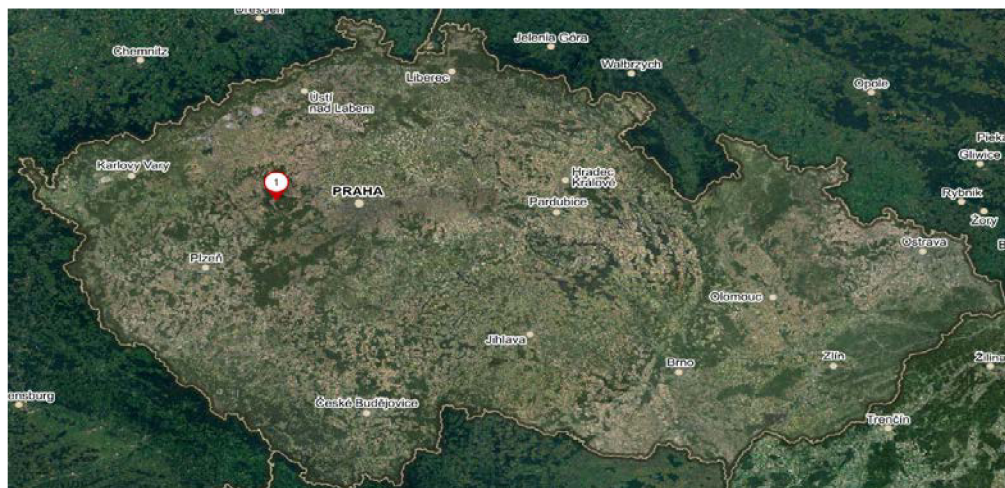 Dresden
Chemnitz
Jelenia Góra
Liberec
Wałbrzych
Opole
Ústí
nad Labem
Gliwice
Karlovy Vary
1
PRAHA
Hradec
Králové
Pardubice
Rybnik
Żory
Ostrava
Plzeň
Olomouc
Jihlava
Brno
Zlín
Žilina
ensburg
České Budějovice
Trenčín